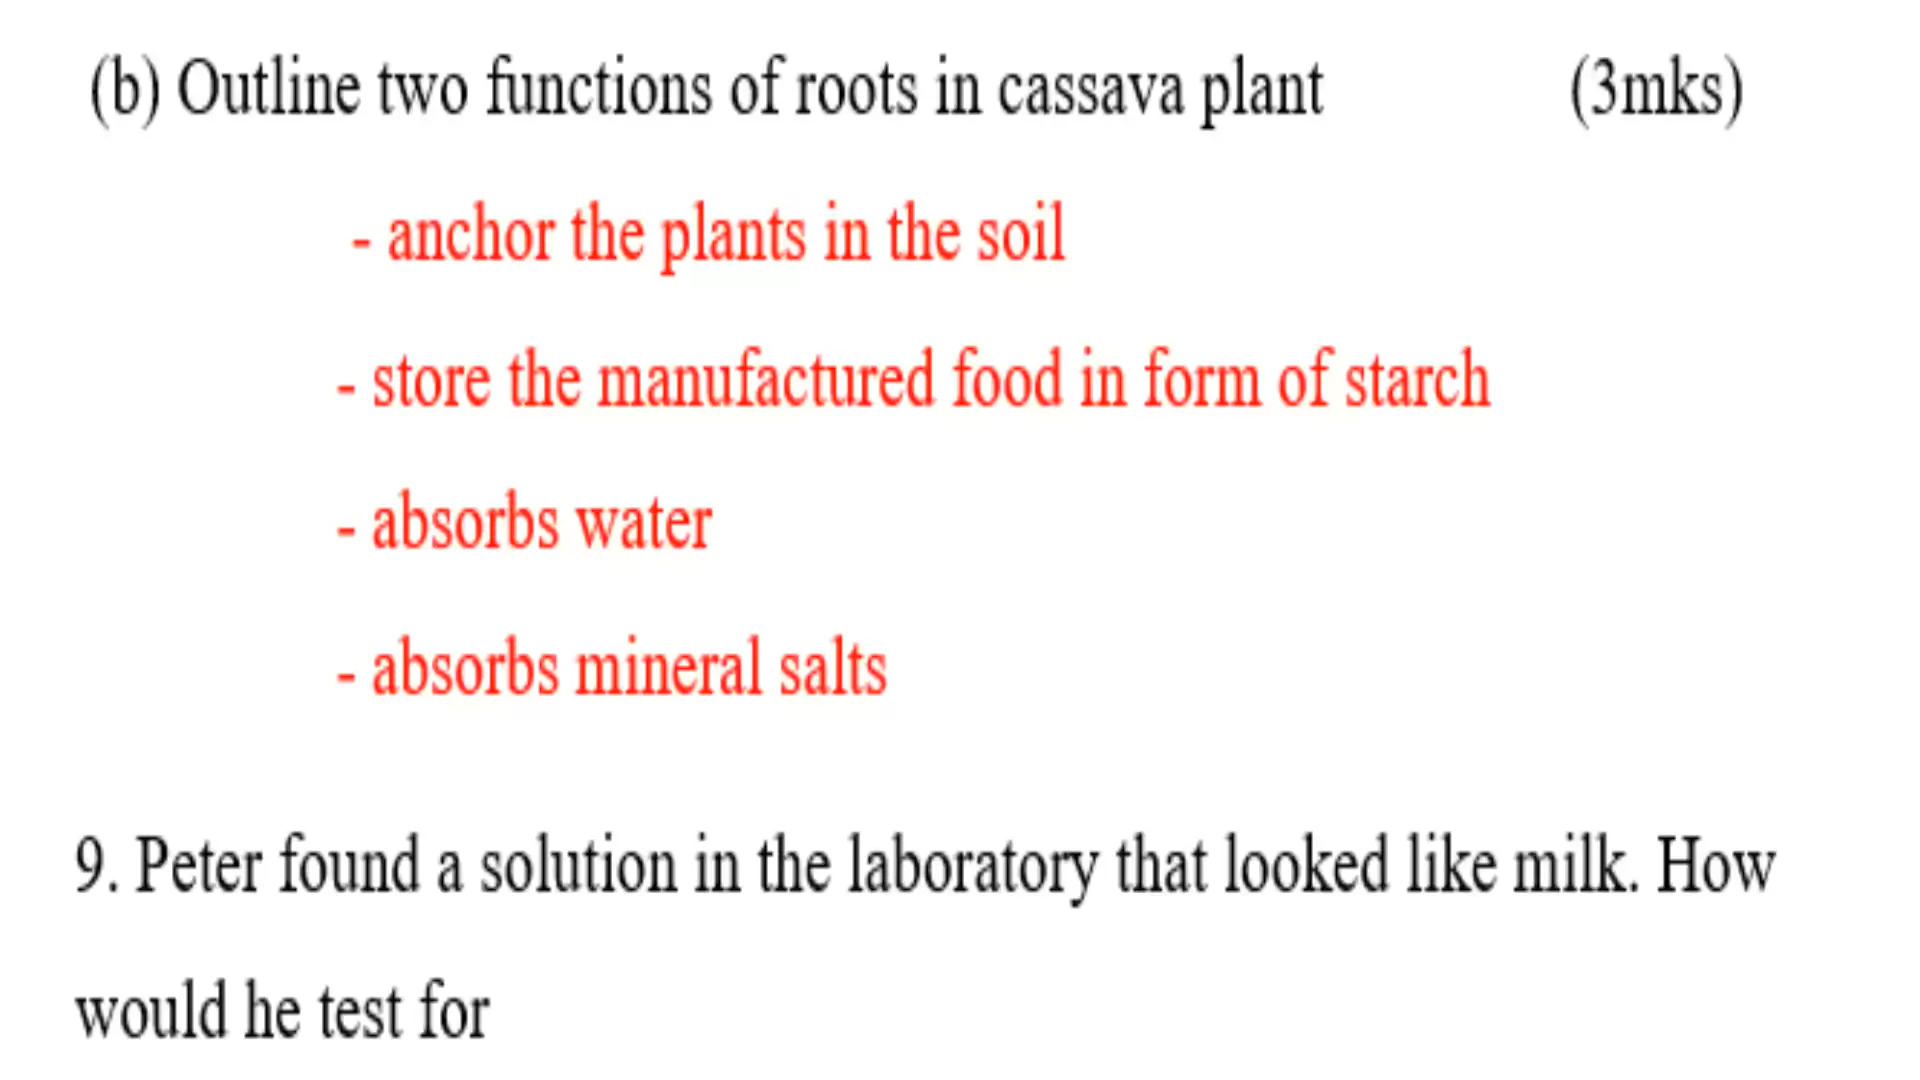 (b) Outline two functions of roots in cassava plant (3mks)
- anchor the plants in the soil
- store the manufactured food in form of starch
- absorbs water
- absorbs mineral salts
9. Peter found a solution in the laboratory that looked like milk. How
would he test for